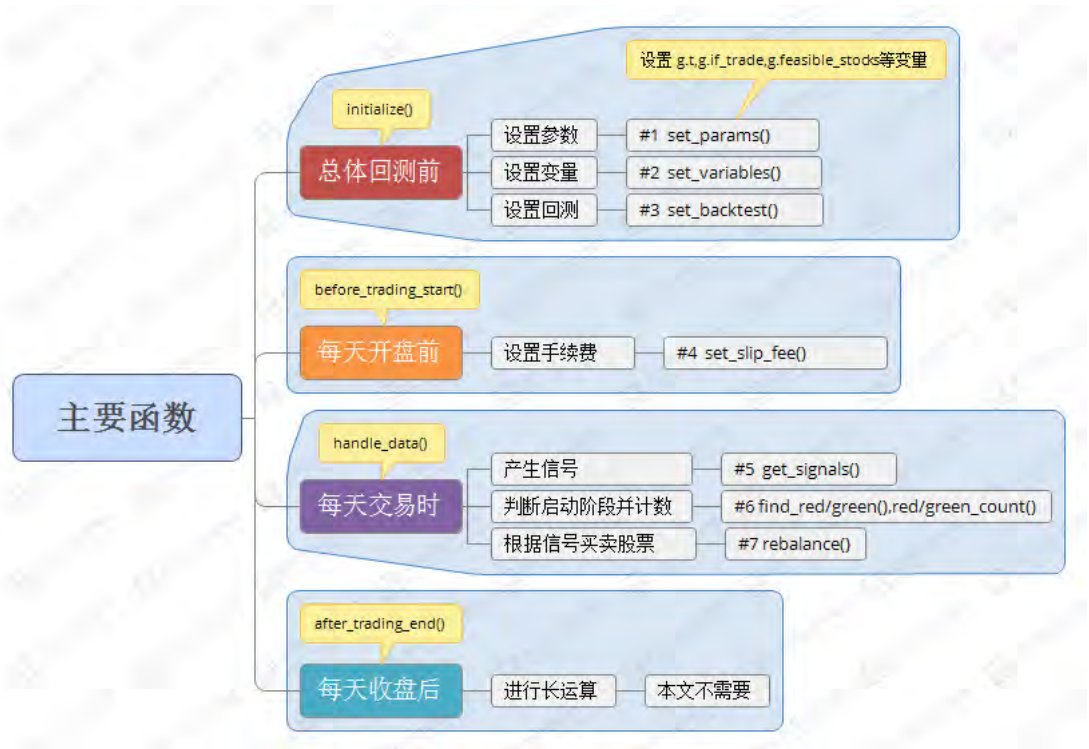 主要函数
initialize()
总体回测前
设置 g.t,g.if_trade,g.feasible_stocks等变量
设置参数
#1 set_params()
设置变量
#2 set_variables()
设置回测
#3 set_backtest()
before_trading_start()
每天开盘前
设置手续费
#4 set_slip_fee()
handle_data()
每天交易时
产生信号
#5 get_signals()
判断启动阶段并计数
#6 find_red/green(),red/green_count()
根据信号买卖股票
#7 rebalance()
after_trading_end()
每天收盘后
进行长运算
本文不需要